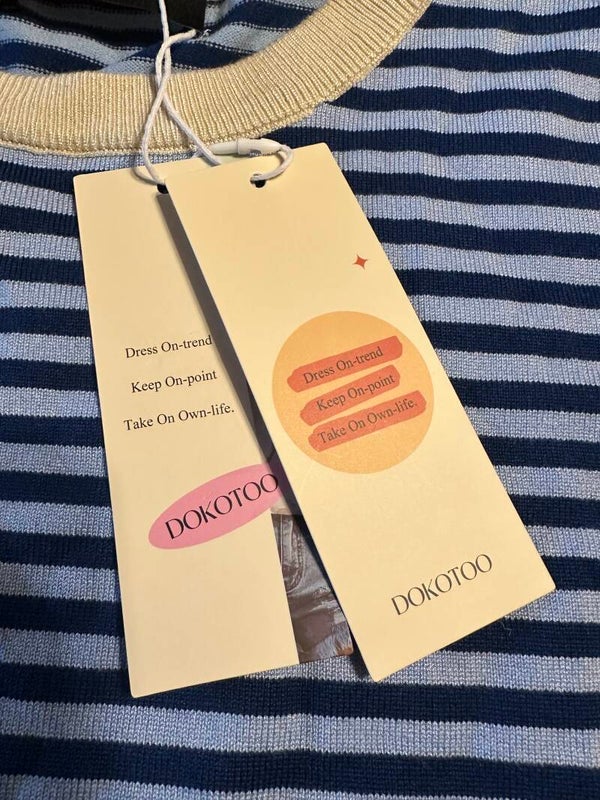 Dress On-trend
Keep On-point
Take On Own-life.
DOKOTOO
Dress On-trend
Keep On-point
Take On Own-life.
DOKOTOO